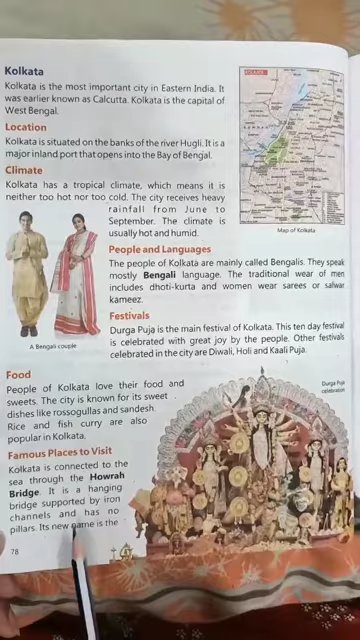 Kolkata
Kolkata is the most important city in Eastern India. It
was earlier known as Calcutta. Kolkata is the capital of
West Bengal.
Location
Kolkata is situated on the banks of the river Hugli. It is a
major inland port that opens into the Bay of Bengal.
Climate
Kolkata has a tropical climate, which means it is
neither too hot nor too cold. The city receives heavy
rainfall from June to
September. The climate is
usually hot and humid.
KOLKATA
Map of Kolkata
A Bengali couple
People and Languages
The people of Kolkata are mainly called Bengalis. They speak
mostly Bengali language. The traditional wear of men
includes dhoti-kurta and women wear sarees or salwar
kameez.
Festivals
Durga Puja is the main festival of Kolkata. This ten day festival
is celebrated with great joy by the people. Other festivals
celebrated in the city are Diwali, Holi and Kaali Puja.
Food
People of Kolkata love their food and
sweets. The city is known for its sweet
dishes like rossogullas and sandesh.
Rice and fish curry are also
popular in Kolkata.
Durga Puja
celebration
Famous Places to Visit
Kolkata is connected to the
sea through the Howrah
Bridge. It is a hanging
bridge supported by iron
channels and has no
pillars. Its new name is the
78